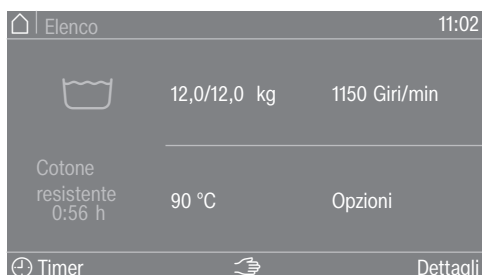 Elenco 11:02
12,0/12,0 kg 1150 Giri/min
Cotone
resistente
0:56 h
90 °C Opzioni
Timer Dettagli